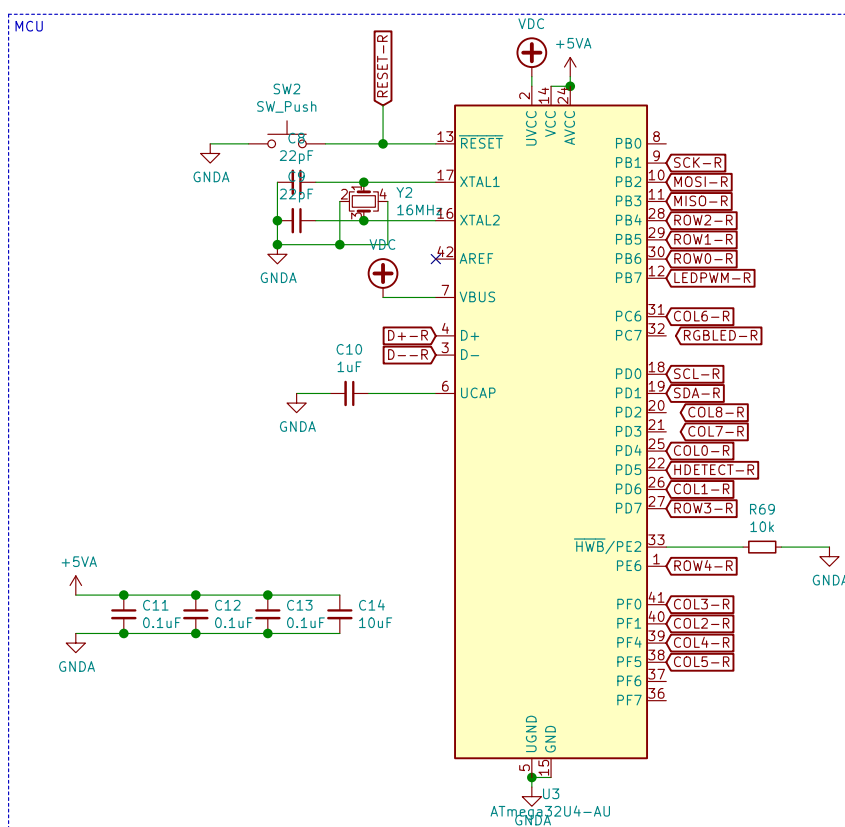 MCU
VDC
+5VA
RESET-R
SW2
SW_Push
GNDA
C8
22pF
C9
22pF
Y2
16MHz
1
2
3
4
GNDA
VDC
D+-R
D--R
C10
1uF
GNDA
2
14
24
UVCC
VCC
AVCC
13 RESET
17 XTAL1
16 XTAL2
42 AREF
7 VBUS
4 D+
3 D-
6 UCAP
PB0 8
PB1 9 SCK-R
PB2 10 MOSI-R
PB3 11 MISO-R
PB4 28 ROW2-R
PB5 29 ROW1-R
PB6 30 ROW0-R
PB7 12 LEDPWM-R
PC6 31 COL6-R
PC7 32 RGBLED-R
PD0 18 SCL-R
PD1 19 SDA-R
PD2 20 COL8-R
PD3 21 COL7-R
PD4 25 COL0-R
PD5 22 HDETECT-R
PD6 26 COL1-R
PD7 27 ROW3-R
R69
10k
HWB/PE2 33
GNDA
PE6 1 ROW4-R
PF0 41 COL3-R
PF1 40 COL2-R
PF4 39 COL4-R
PF5 38 COL5-R
PF6 37
PF7 36
+5VA
C11
0.1uF
C12
0.1uF
C13
0.1uF
C14
10uF
GNDA
UGND
GND
5
15
U3
ATmega32U4-AU
GNDA